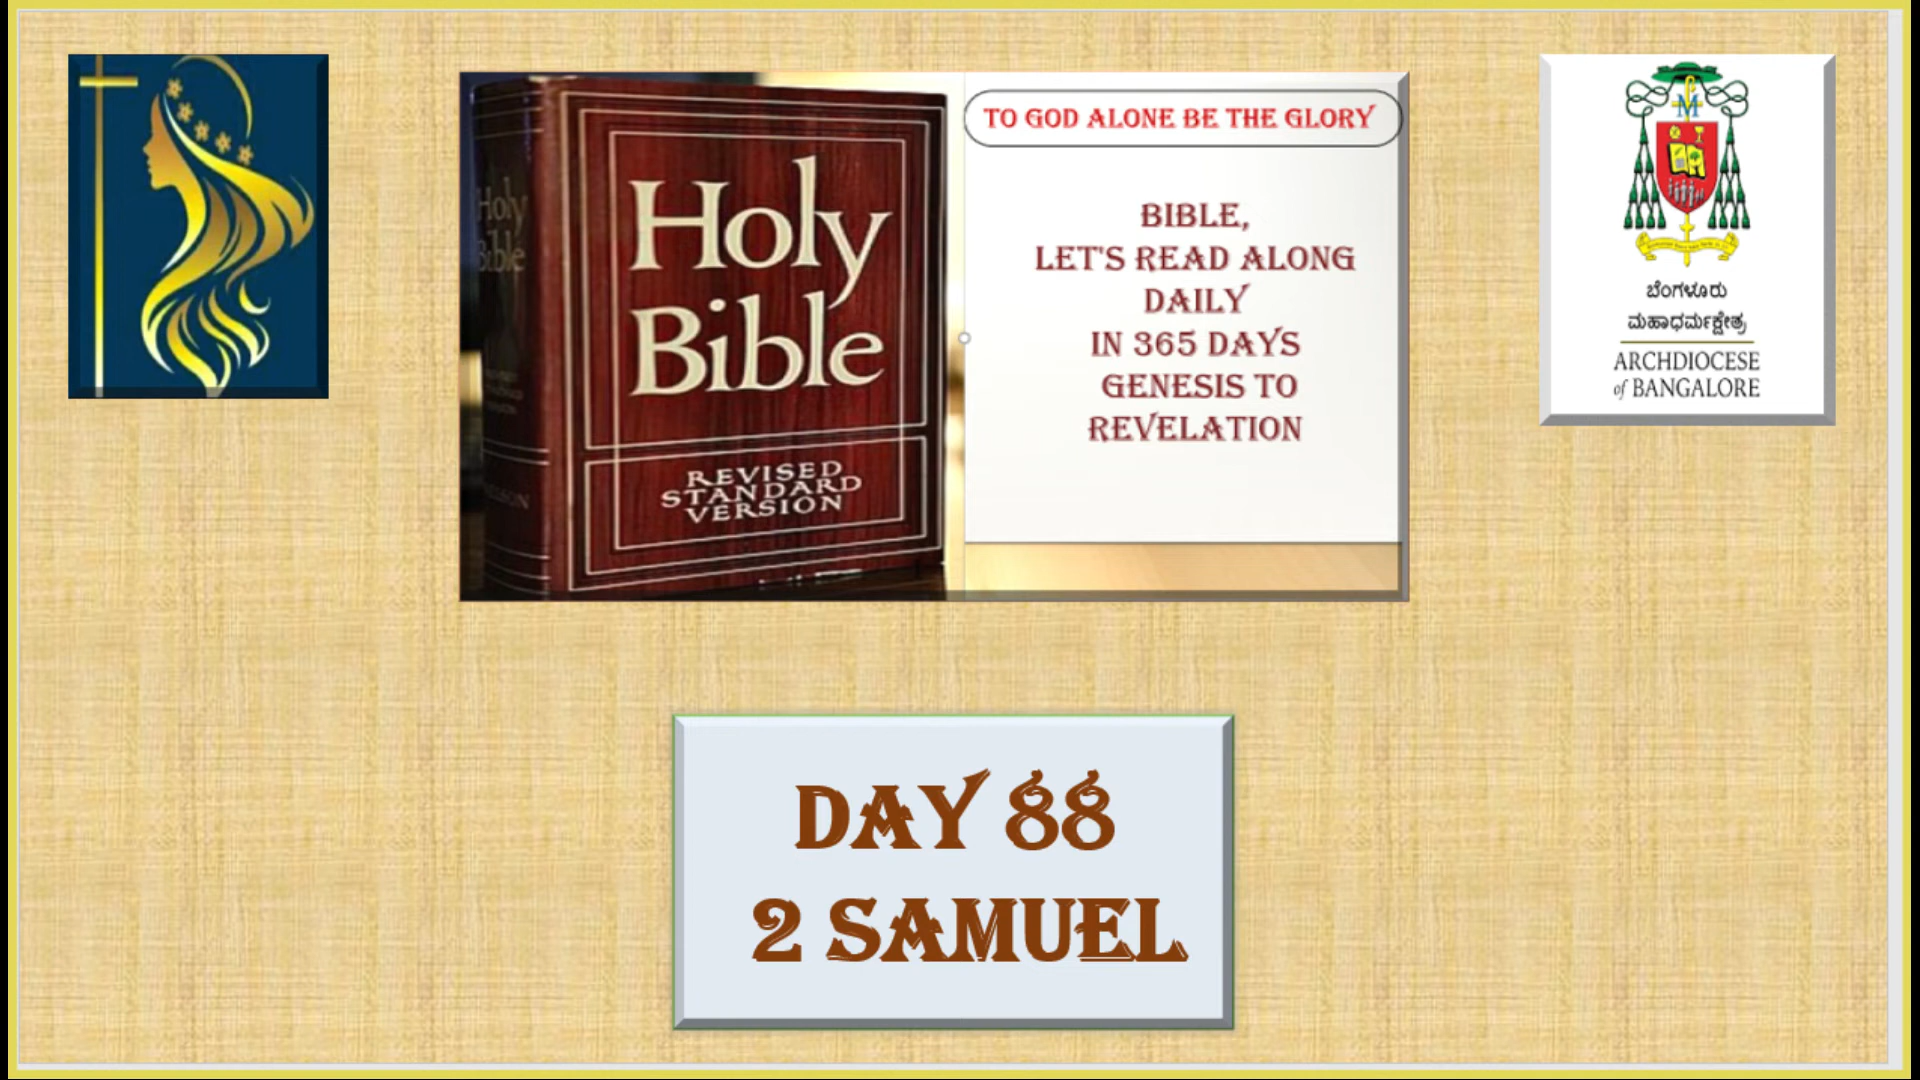 Holy
Bible
REVISED
STANDARD
VERSION
Holy
Bible
TO GOD ALONE BE THE GLORY
BIBLE,
LET'S READ ALONG
DAILY
IN 365 DAYS
GENESIS TO
REVELATION
M
ಬೆಂಗಳೂರು
ಮಹಾಧರ್ಮಕ್ಷೇತ್ರ
ARCHDIOCESE
of BANGALORE
DAY 88
2 SAMUEL